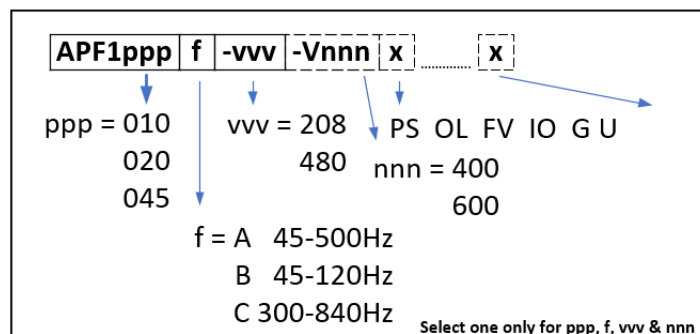 APF1ppp f -vvv -Vnnn x ............ x
ppp = 010
020
045
vvv = 208
480
PS OL FV IO G U
nnn = 400
600
f = A 45-500Hz
B 45-120Hz
C 300-840Hz
Select one only for ppp, f, vvv & nnn